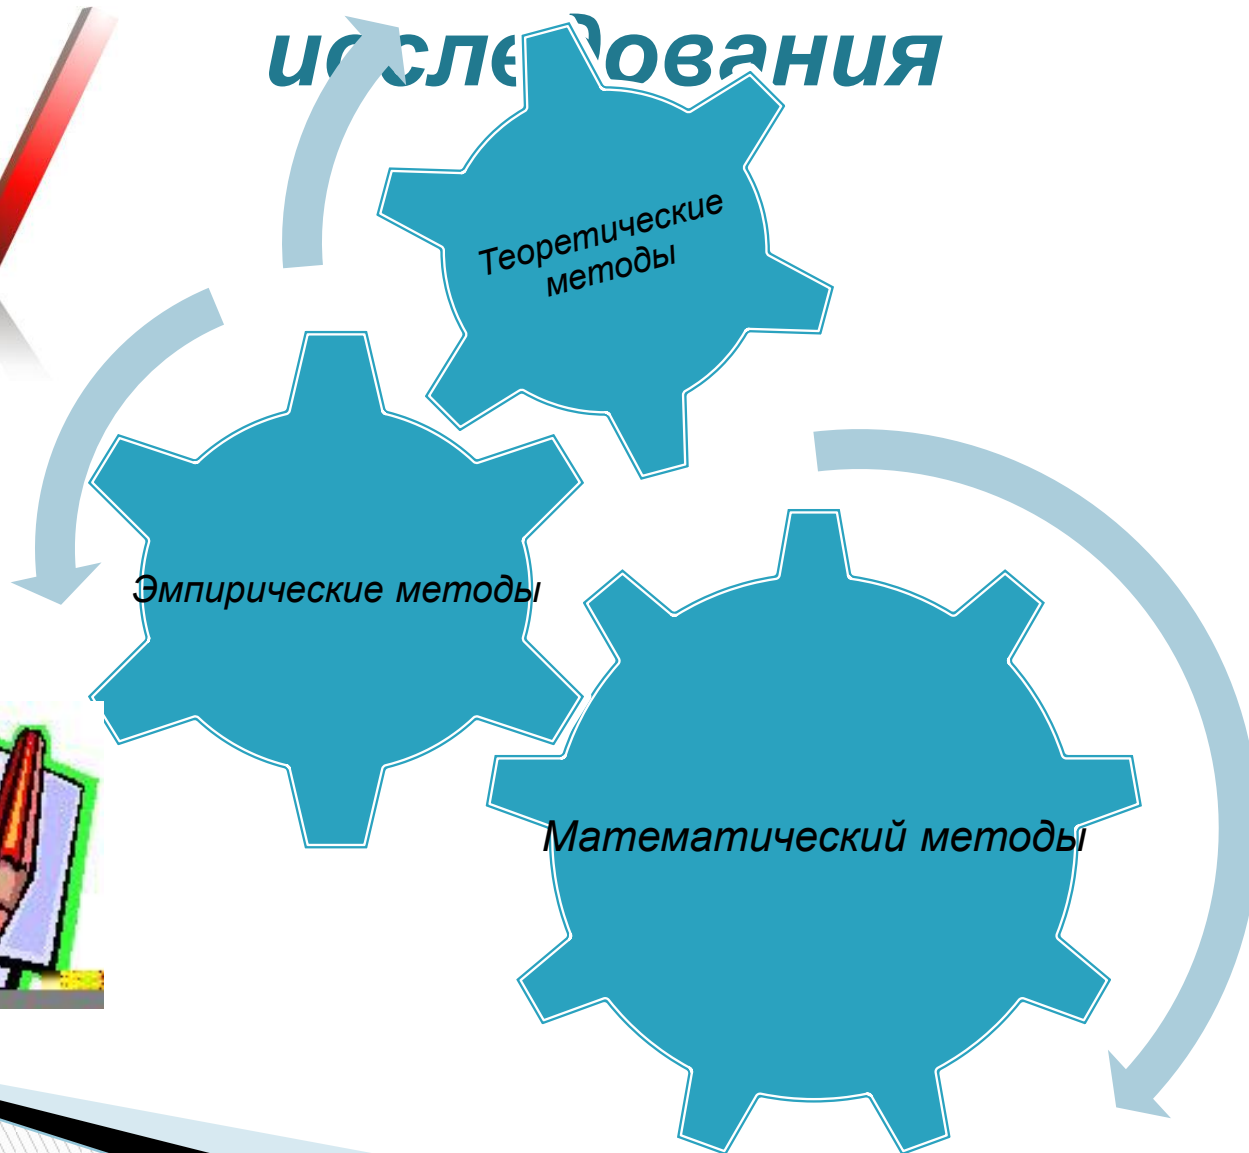 исследования
Теоретические
методы
Эмпирические методы
Математический методы